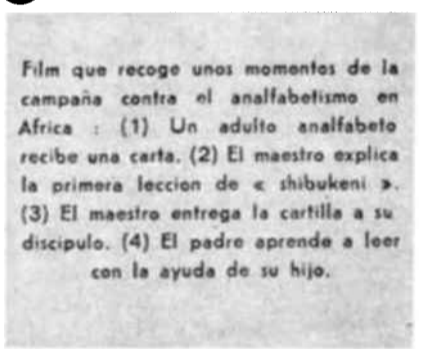 Film que recoge unos momentos de la
campaña contra el analfabetismo en
Africa : (1) Un adulto analfabeto
recibe una carta. (2) El maestro explica
la primera leccion de « shibukeni ».
(3) El maestro entrega la cartilla a su
discipulo. (4) El padre aprende a leer
con la ayuda de su hijo.